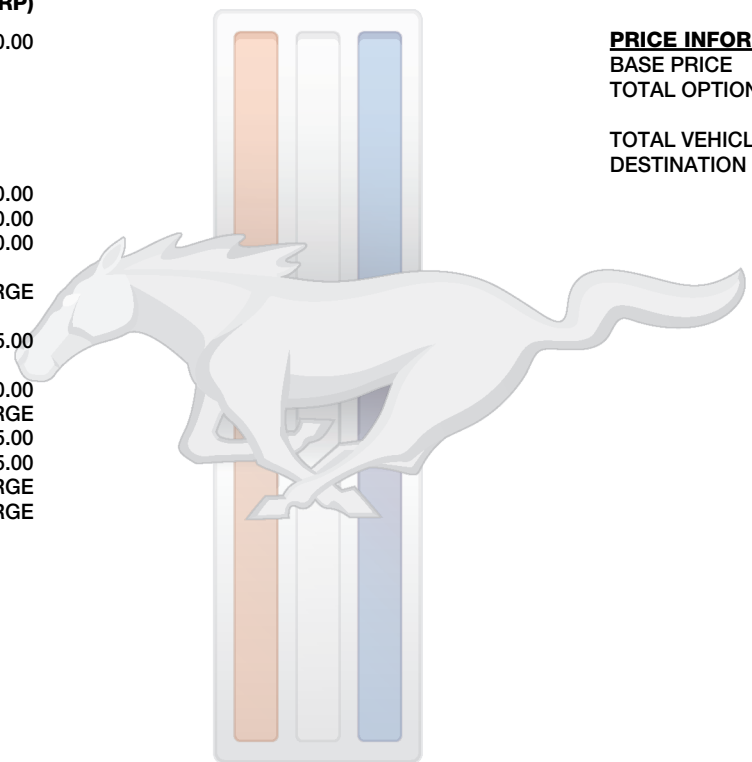 RP)
0.00
0.00
0.00
0.00
RGE
5.00
0.00
RGE
5.00
5.00
RGE
RGE
PRICE INFOR
BASE PRICE
TOTAL OPTION
TOTAL VEHICL
DESTINATION